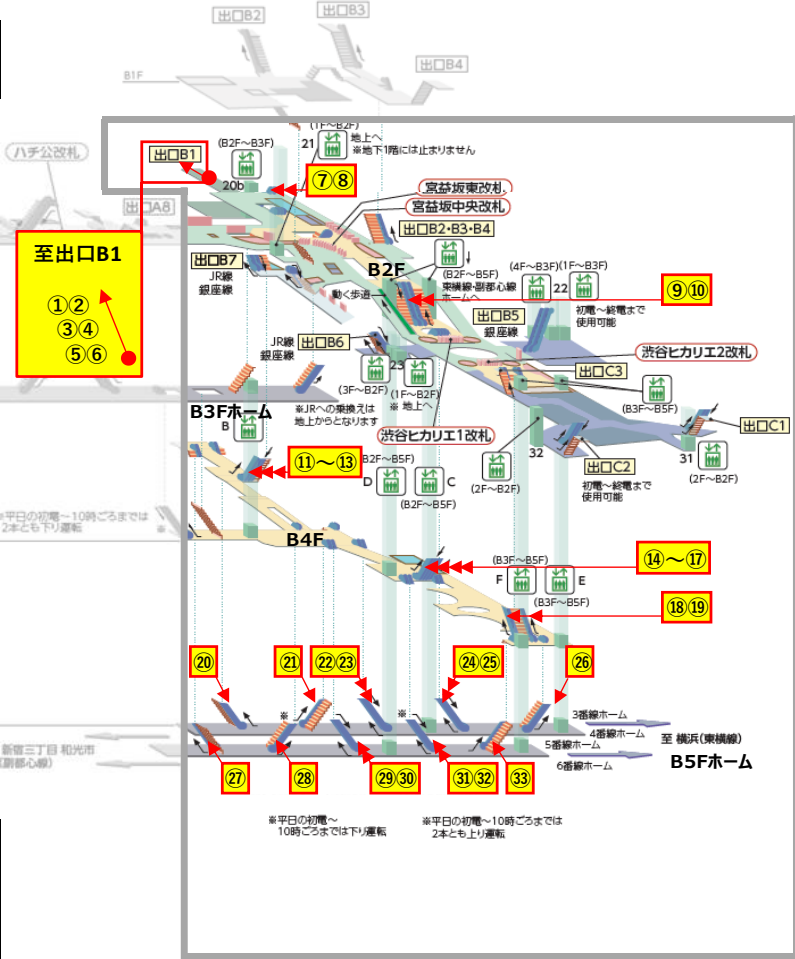 出口B2
出口B3
出口B4
B1F
ハチ公改札
出口A8
(1F～B2F)
21
地上へ
※地下1階には止まりません
(B2F～B3F)
出口B1
20b
⑦⑧
宮益坂東改札
宮益坂中央改札
出口B2・B3・B4
至出口B1
①②
③④
⑤⑥
出口B7
JR線
銀座線
B2F
(B2F～B5F)
東横線・副都心線
ホームへ
動く歩道
(4F～B3F)
(1F～B3F)
22
⑨⑩
初電～終電まで
使用可能
出口B5
銀座線
JR線
銀座線
出口B6
23
渋谷ヒカリエ2改札
出口C3
(3F～B2F)
(1F～B2F)
※ 地上へ
(B3F～B5F)
B3Fホーム
※JRへの乗換えは
地上からとなります
B
渋谷ヒカリエ1改札
出口C1
31
(2F～B2F)
32
出口C2
(2F～B2F)
初電～終電まで
使用可能
⑪～⑬
B2F～B5F)
D
C
(B2F～B5F)
※平日の初電～10時ごろまでは
2本とも下り運転
※
B4F
⑭～⑰
(B3F～B5F)
F
E
(B3F～B5F)
⑱⑲
⑳
㉑
㉒㉓
㉔㉕
㉖
※
※
3番線ホーム
4番線ホーム
5番線ホーム
6番線ホーム
至 横浜(東横線)
B5Fホーム
新宿三丁目 和光市
(副都心線)
㉗
㉘
㉙㉚
㉛㉜
㉝
※平日の初電～
10時ごろまでは下り運転
※平日の初電～10時ごろまでは
2本とも上り運転